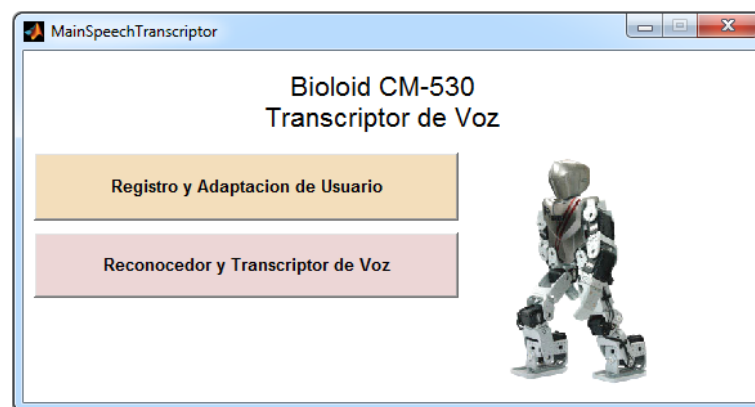 MainSpeechTranscriptor
Bioloid CM-530
Transcriptor de Voz
Registro y Adaptacion de Usuario
Reconocedor y Transcriptor de Voz